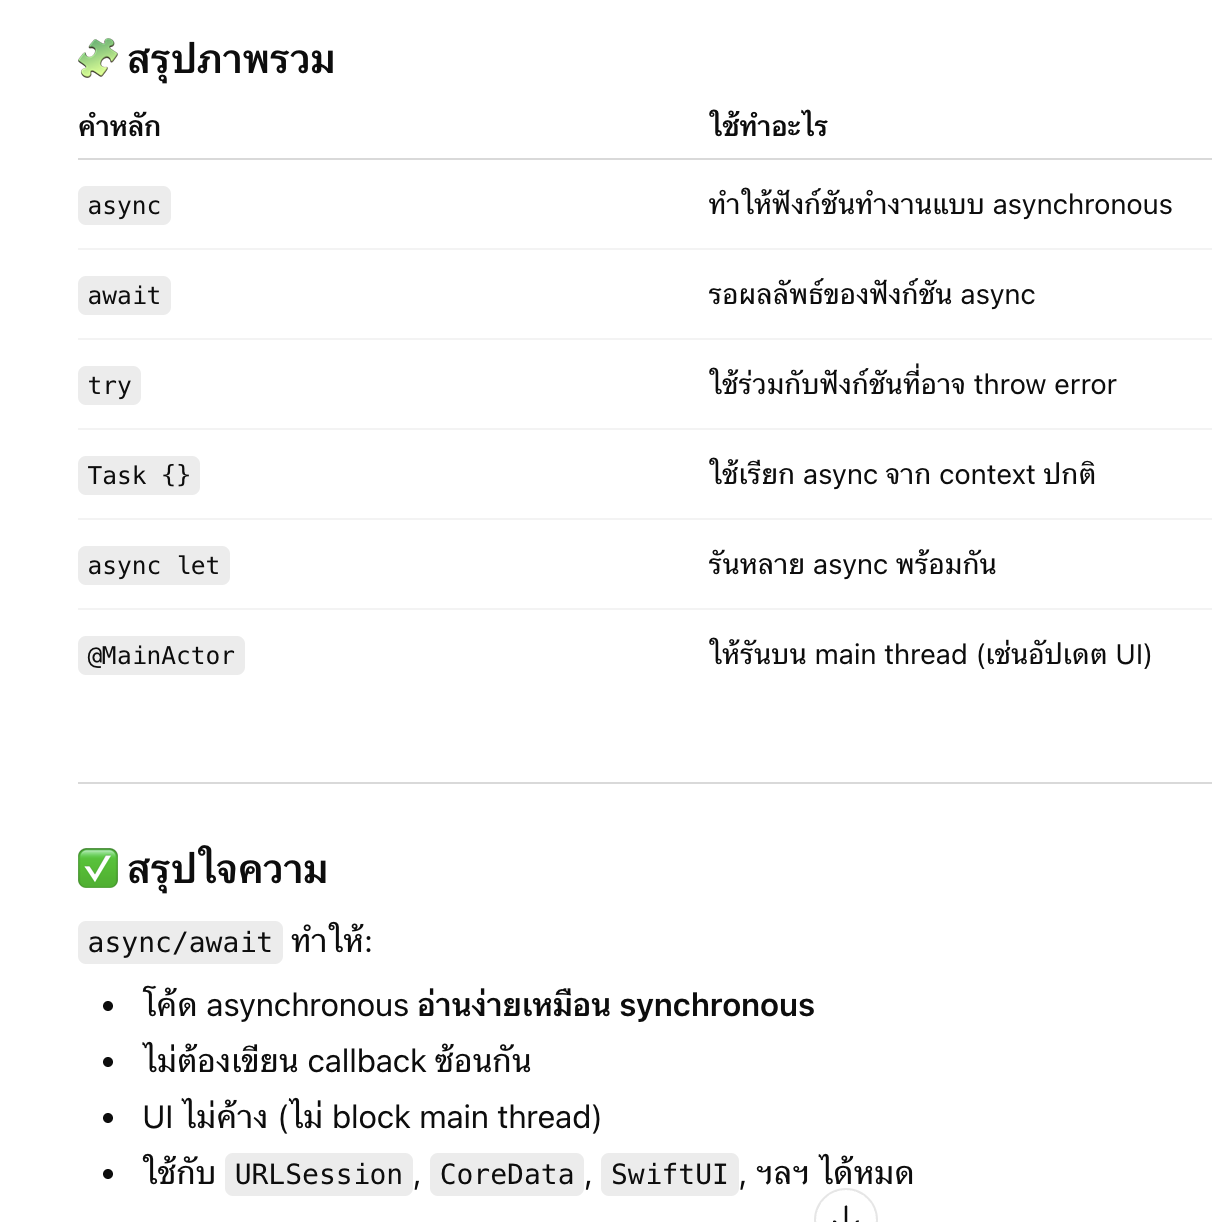 🧩 สรุปภาพรวม
คำหลัก ใช้ทำอะไร
async ทำให้ฟังก์ชันทำงานแบบ asynchronous
await รอผลลัพธ์ของฟังก์ชัน async
try ใช้ร่วมกับฟังก์ชันที่อาจ throw error
Task {} ใช้เรียก async จาก context ปกติ
async let รันหลาย async พร้อมกัน
@MainActor ให้รันบน main thread (เช่นอัปเดต UI)
✅ สรุปใจความ
async/await ทำให้:
• โค้ด asynchronous อ่านง่ายเหมือน synchronous
• ไม่ต้องเขียน callback ซ้อนกัน
• UI ไม่ค้าง (ไม่ block main thread)
• ใช้กับ URLSession, CoreData, SwiftUI, ฯลฯ ได้หมด